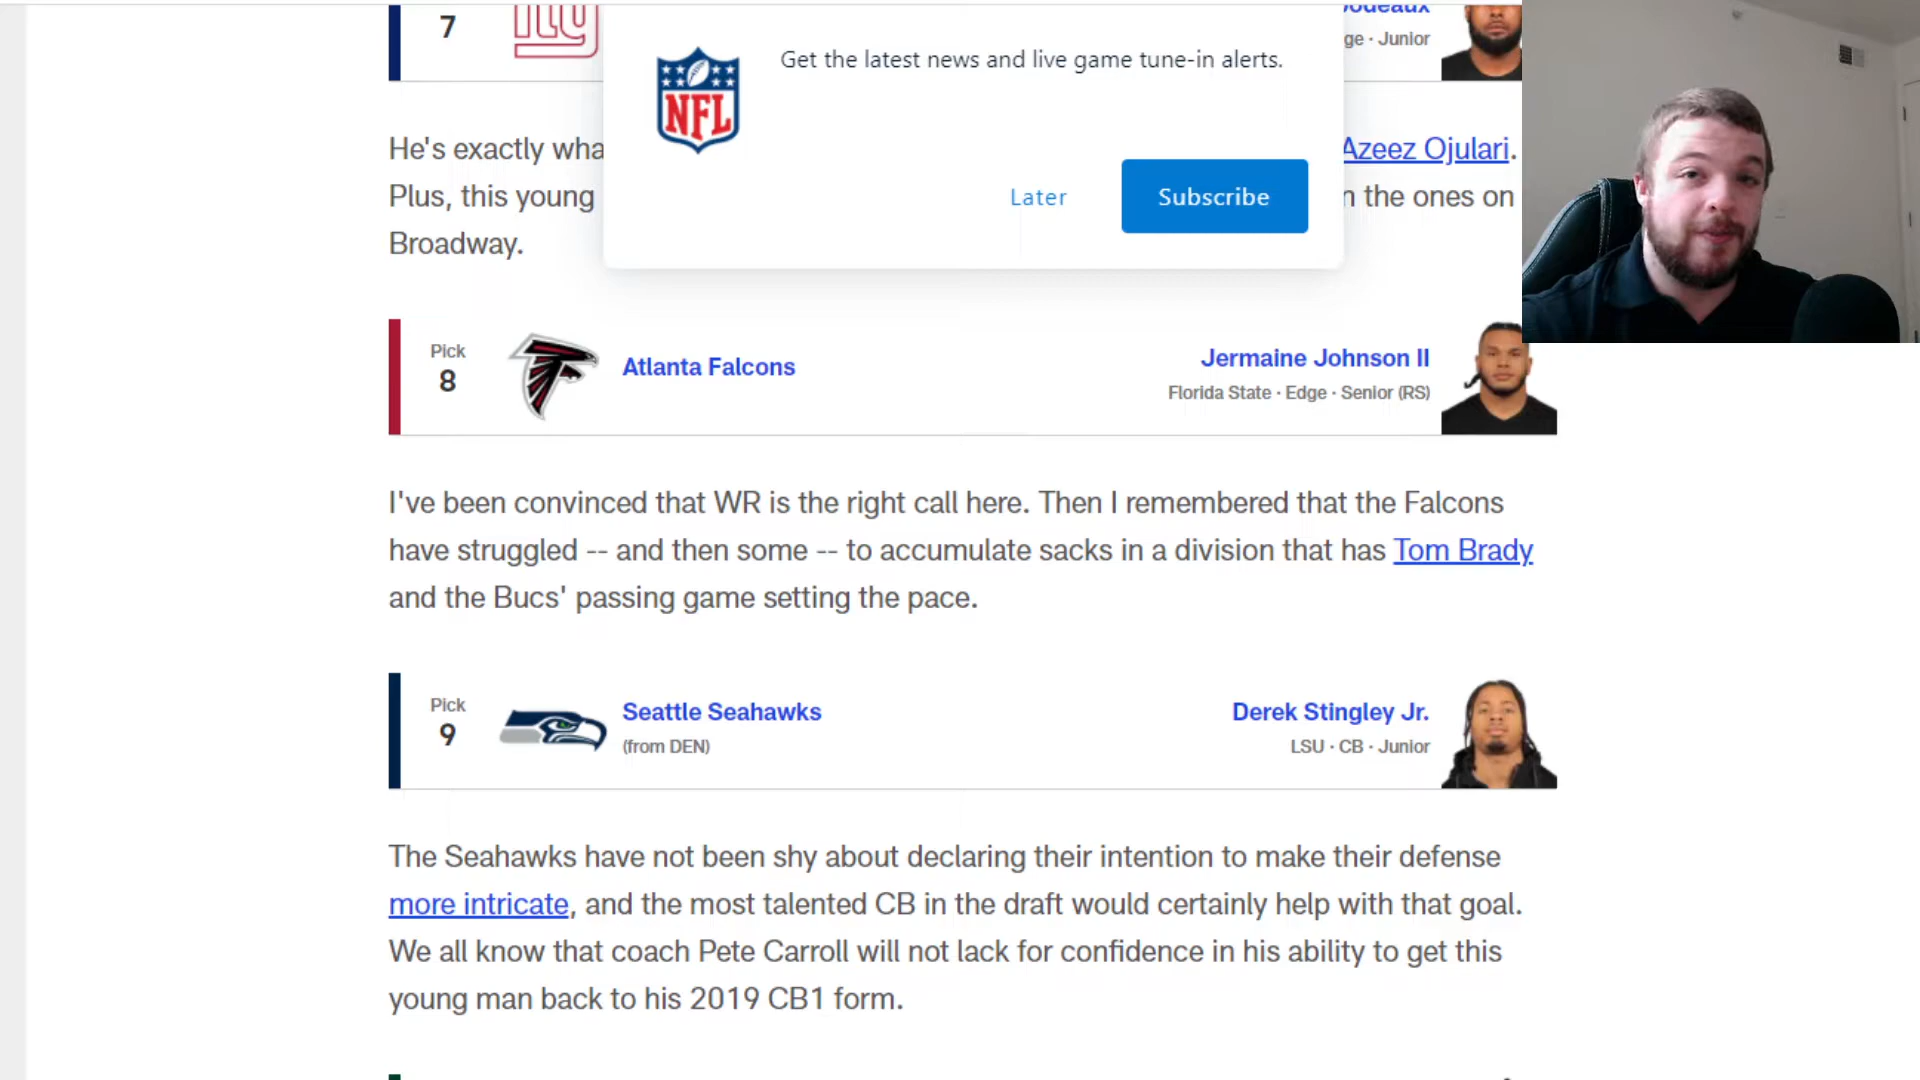 7
ny
Get the latest news and live game tune-in alerts.
ge · Junior
NFL
Later
Subscribe
He's exactly wha
Azeez Ojulari.
Plus, this young
n the ones on
Broadway.
Pick
8
Atlanta Falcons
Jermaine Johnson II
Florida State · Edge · Senior (RS)
I've been convinced that WR is the right call here. Then I remembered that the Falcons
have struggled -- and then some -- to accumulate sacks in a division that has Tom Brady
and the Bucs' passing game setting the pace.
Pick
9
Seattle Seahawks
(from DEN)
Derek Stingley Jr.
LSU · CB · Junior
The Seahawks have not been shy about declaring their intention to make their defense
more intricate, and the most talented CB in the draft would certainly help with that goal.
We all know that coach Pete Carroll will not lack for confidence in his ability to get this
young man back to his 2019 CB1 form.